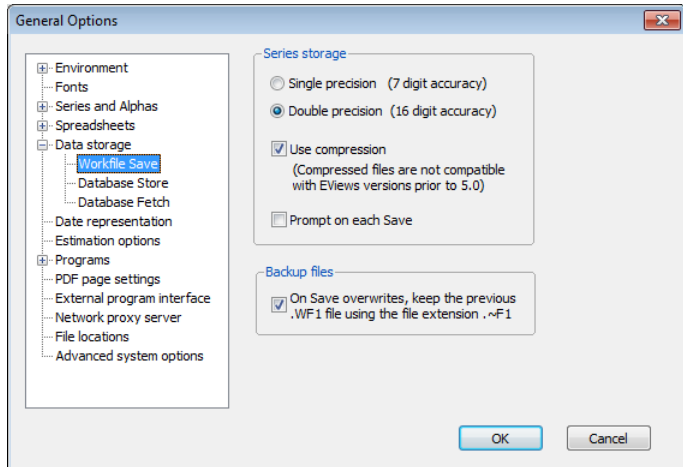 General Options
Environment
Fonts
Series and Alphas
Spreadsheets
Data storage
Workfile Save
Database Store
Database Fetch
Date representation
Estimation options
Programs
PDF page settings
External program interface
Network proxy server
File locations
Advanced system options
Series storage
Single precision (7 digit accuracy)
Double precision (16 digit accuracy)
Use compression
(Compressed files are not compatible
with EViews versions prior to 5.0)
Prompt on each Save
Backup files
On Save overwrites, keep the previous
.WF1 file using the file extension .~F1
OK
Cancel